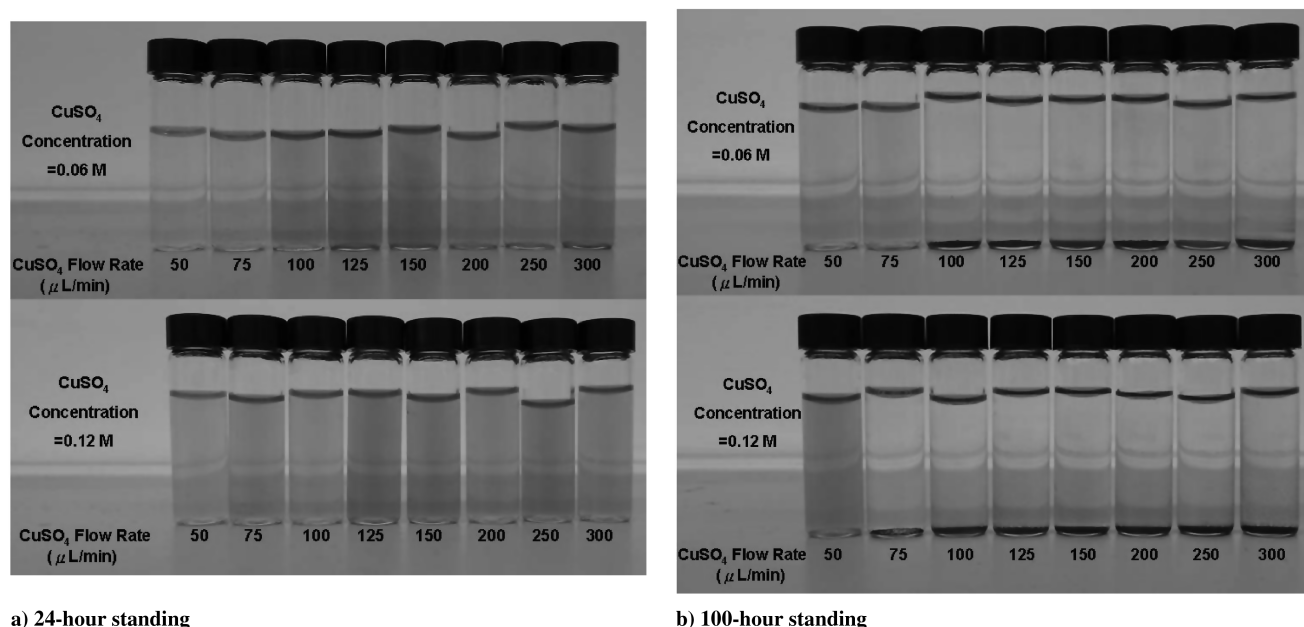 CuSO₄
Concentration
=0.06 M
CuSO₄ Flow Rate 50 75 100 125 150 200 250 300
(μL/min)
CuSO₄
Concentration
=0.12 M
CuSO₄ Flow Rate 50 75 100 125 150 200 250 300
(μL/min)
a) 24-hour standing
CuSO₄
Concentration
=0.06 M
CuSO₄ Flow Rate 50 75 100 125 150 200 250 300
(μL/min)
CuSO₄
Concentration
=0.12 M
CuSO₄ Flow Rate 50 75 100 125 150 200 250 300
(μL/min)
b) 100-hour standing